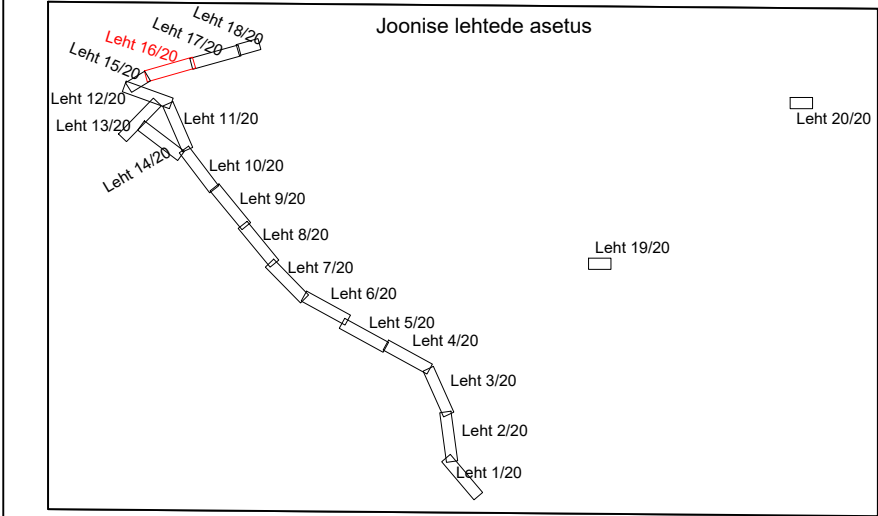 Joonise lehtede asetus
Leht 18/20
Leht 17/20
Leht 16/20
Leht 15/20
Leht 12/20
Leht 13/20
Leht 11/20
Leht 14/20
Leht 10/20
Leht 9/20
Leht 8/20
Leht 7/20
Leht 6/20
Leht 5/20
Leht 4/20
Leht 3/20
Leht 2/20
Leht 1/20
Leht 20/20
Leht 19/20